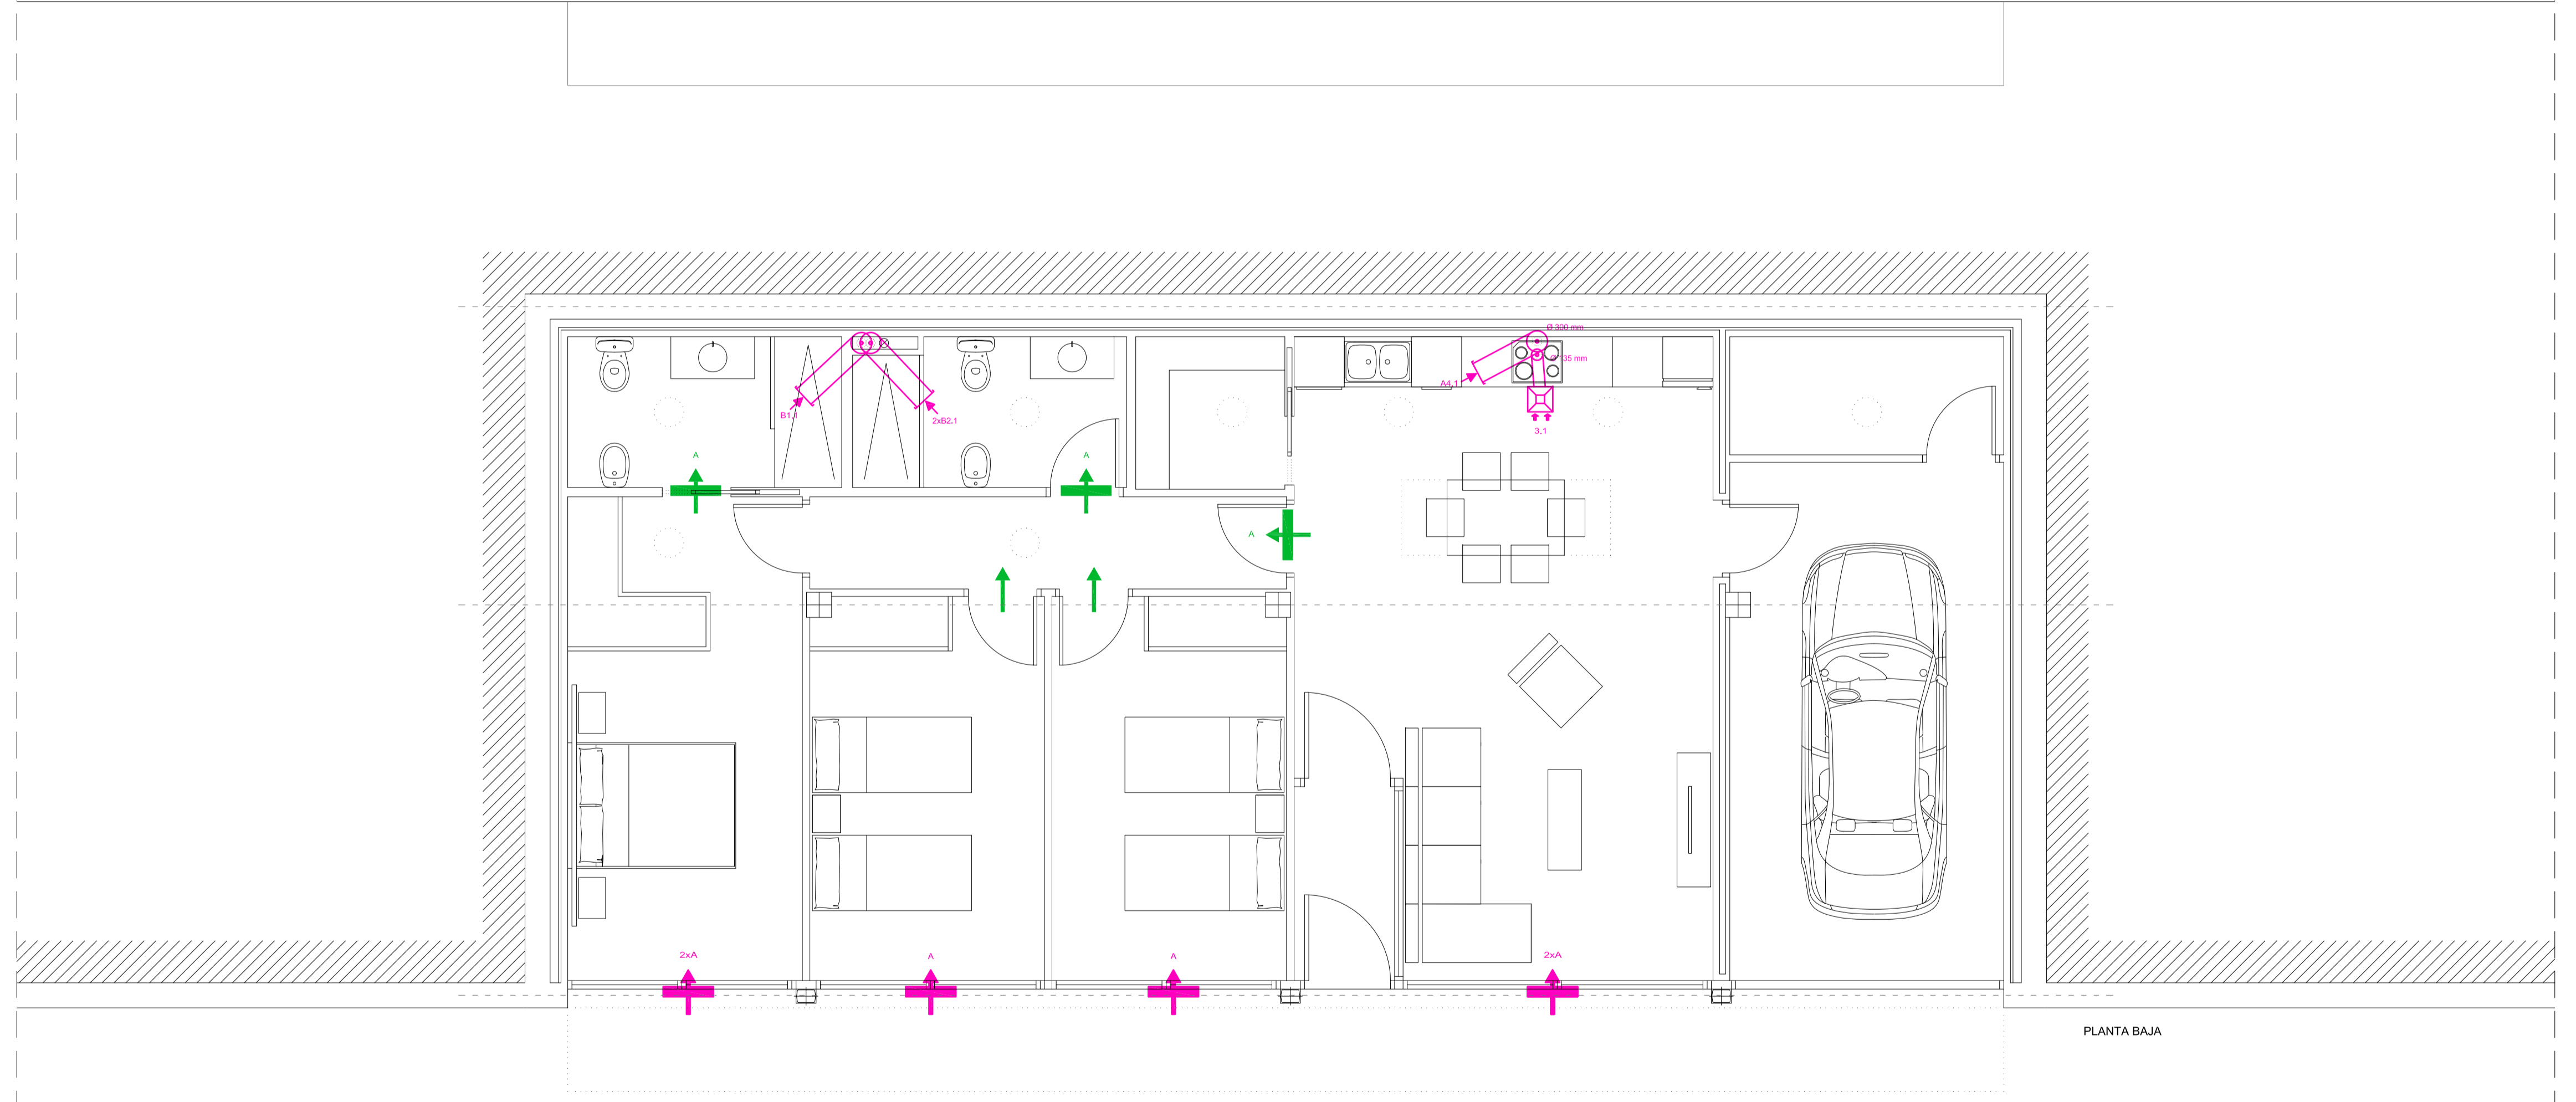 Ø 300 mm
Ø 135 mm
A4.1
B1.1
2xB2.1
3.1
A
A
A
2xA
A
A
2xA
PLANTA BAJA